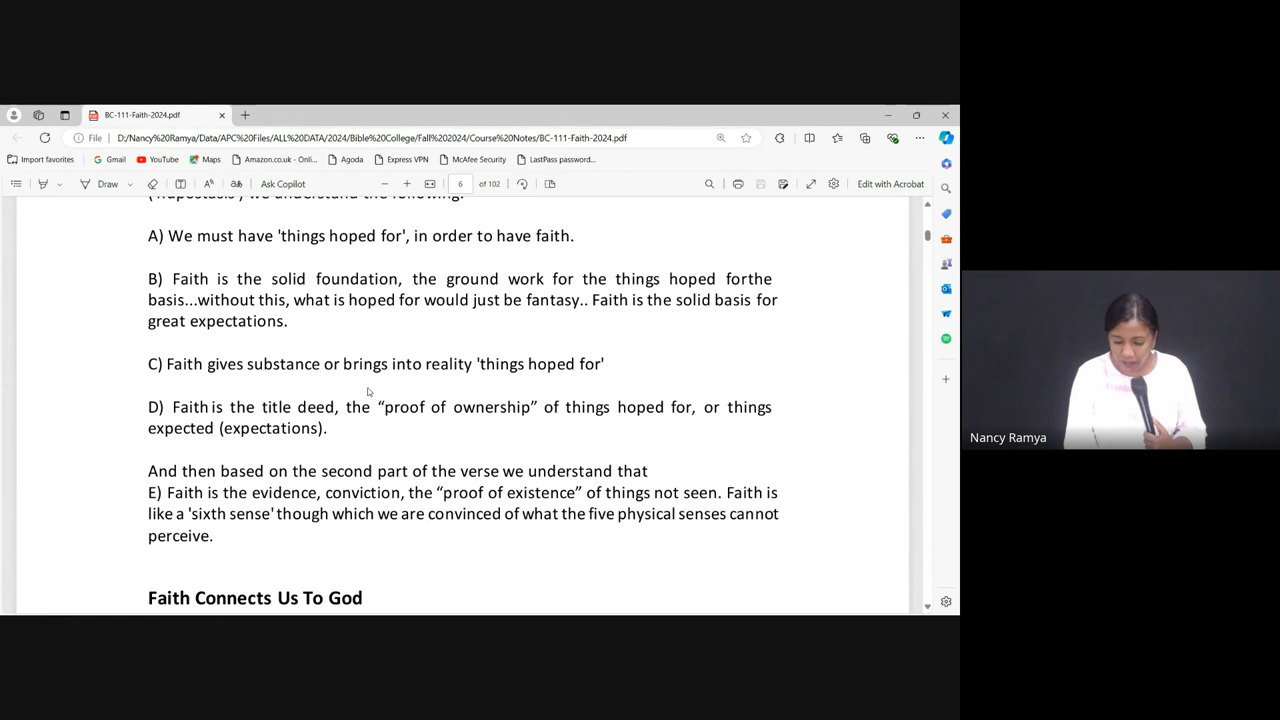 BC-111-Faith-2024.pdf
File
D:/Nancy%20Ramya/Data/APC%20Files/ALL%20DATA/2024/Bible%20College/Fall%202024/Course%20Notes/BC-111-Faith-2024.pdf
Import favorites Gmail YouTube Maps Amazon.co.uk - Onli... Agoda Express VPN McAfee Security LastPass password...
Draw Ask Copilot 6 of 102 Edit with Acrobat
we understand the following:
A) We must have 'things hoped for', in order to have faith.
B) Faith is the solid foundation, the ground work for the things hoped forthe
basis...without this, what is hoped for would just be fantasy.. Faith is the solid basis for
great expectations.
C) Faith gives substance or brings into reality 'things hoped for'
D) Faith is the title deed, the “proof of ownership” of things hoped for, or things
expected (expectations).
And then based on the second part of the verse we understand that
E) Faith is the evidence, conviction, the “proof of existence” of things not seen. Faith is
like a 'sixth sense' though which we are convinced of what the five physical senses cannot
perceive.
Faith Connects Us To God
Nancy Ramya